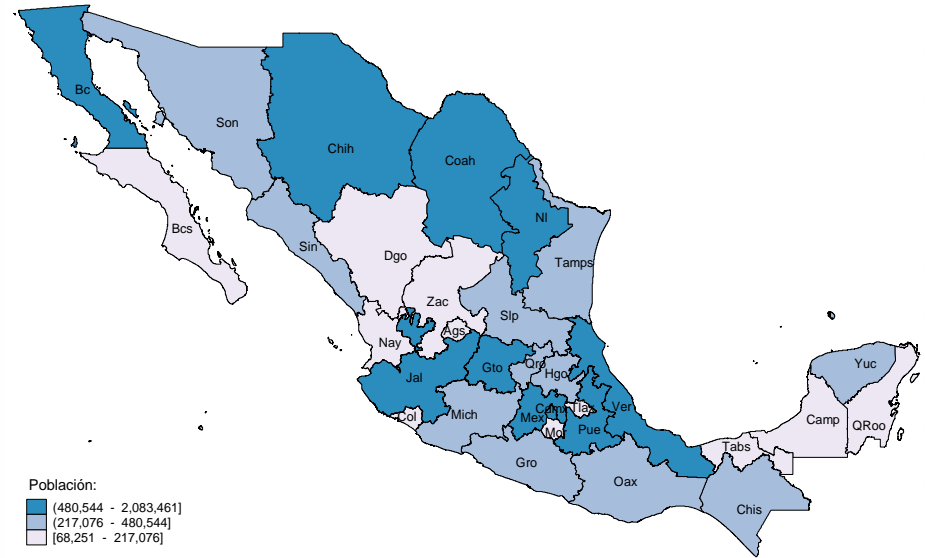 Bc
Son
Chih
Coah
Nl
Bcs
Sin
Dgo
Tamps
Zac
Slp
Nay
Ags
Jal
Gto
Qro
Hgo
Yuc
Col
Mich
Mex
Cdmx
Tlax
Ver
Mor
Pue
Camp
QRoo
Tabs
Gro
Oax
Chis
Población:
(480,544 - 2,083,461]
(217,076 - 480,544]
[68,251 - 217,076]